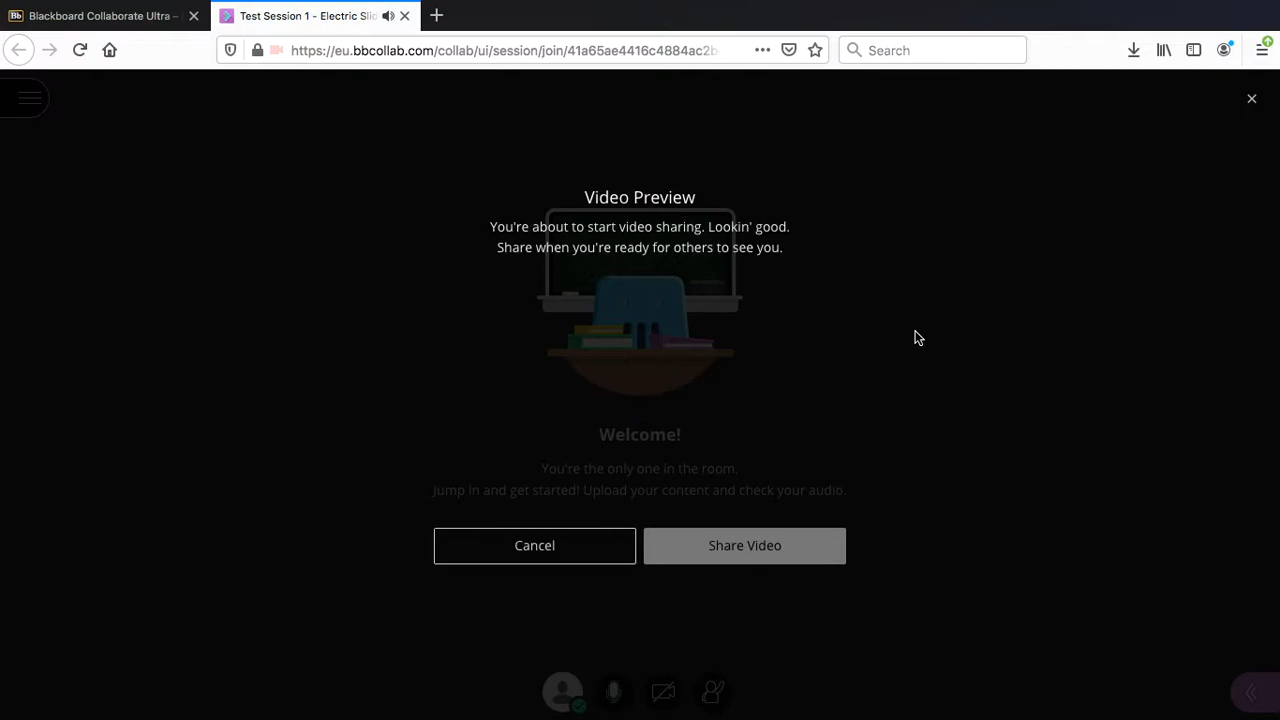 Blackboard Collaborate Ultra –
Test Session 1 - Electric Slid
https://eu.bbcollab.com/collab/ui/session/join/41a65ae4416c4884ac2b
Search
Video Preview
You're about to start video sharing. Lookin' good.
Share when you're ready for others to see you.
Welcome!
You're the only one in the room.
Jump in and get started! Upload your content and check your audio.
Cancel
Share Video